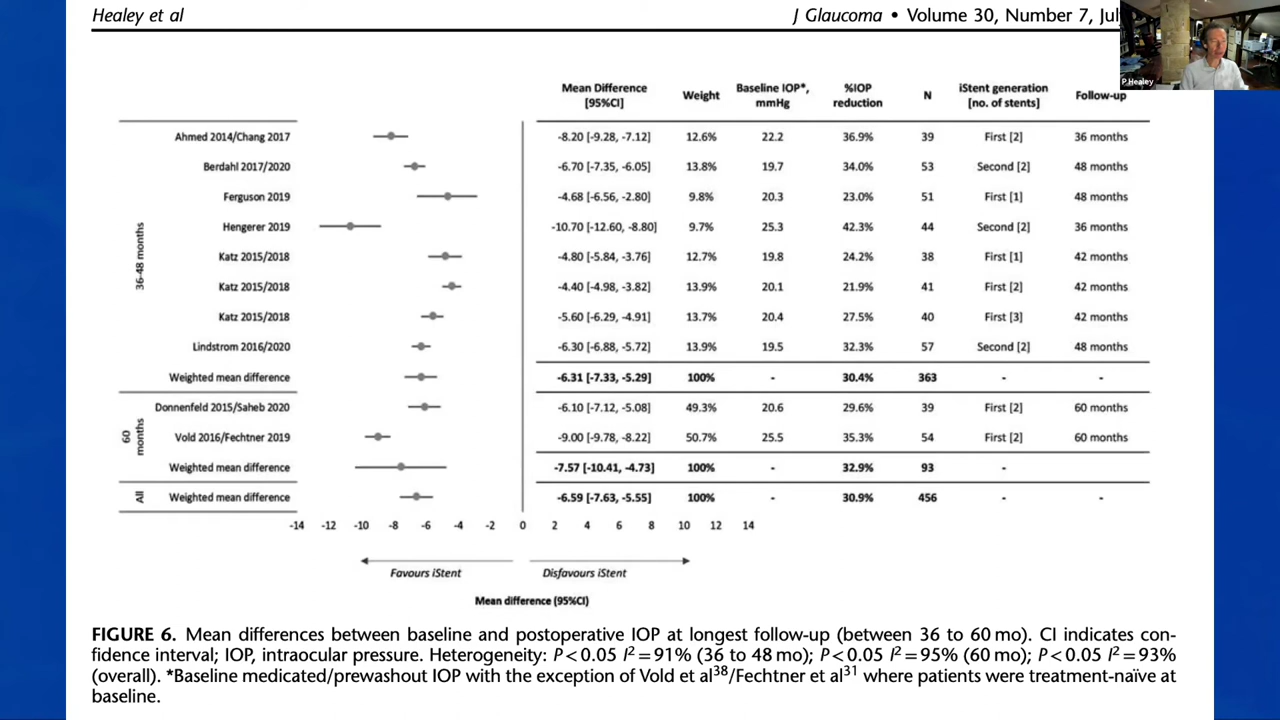 Healey et al
J Glaucoma • Volume 30, Number 7,
P Healey
Mean Difference [95%CI] Weight Baseline IOP*, mmHg %IOP reduction N iStent generation [no. of stents] Follow-up
36-48 months
Ahmed 2014/Chang 2017 -8.20 [-9.28, -7.12] 12.6% 22.2 36.9% 39 First [2] 36 months
Berdahl 2017/2020 -6.70 [-7.35, -6.05] 13.8% 19.7 34.0% 53 Second [2] 48 months
Ferguson 2019 -4.68 [-6.56, -2.80] 9.8% 20.3 23.0% 51 First [1] 48 months
Hengerer 2019 -10.70 [-12.60, -8.80] 9.7% 25.3 42.3% 44 Second [2] 36 months
Katz 2015/2018 -4.80 [-5.84, -3.76] 12.7% 19.8 24.2% 38 First [1] 42 months
Katz 2015/2018 -4.40 [-4.98, -3.82] 13.9% 20.1 21.9% 41 First [2] 42 months
Katz 2015/2018 -5.60 [-6.29, -4.91] 13.7% 20.4 27.5% 40 First [3] 42 months
Lindstrom 2016/2020 -6.30 [-6.88, -5.72] 13.9% 19.5 32.3% 57 Second [2] 48 months
Weighted mean difference -6.31 [-7.33, -5.29] 100% - 30.4% 363 - -
60 months
Donnenfeld 2015/Saheb 2020 -6.10 [-7.12, -5.08] 49.3% 20.6 29.6% 39 First [2] 60 months
Vold 2016/Fechtner 2019 -9.00 [-9.78, -8.22] 50.7% 25.5 35.3% 54 First [2] 60 months
Weighted mean difference -7.57 [-10.41, -4.73] 100% - 32.9% 93 -
All
Weighted mean difference -6.59 [-7.63, -5.55] 100% - 30.9% 456 - -
-14 -12 -10 -8 -6 -4 -2 0 2 4 6 8 10 12 14
Favours iStent Disfavours iStent
Mean difference (95%CI)
FIGURE 6. Mean differences between baseline and postoperative IOP at longest follow-up (between 36 to 60 mo). CI indicates con-
fidence interval; IOP, intraocular pressure. Heterogeneity: P<0.05 I²=91% (36 to 48 mo); P<0.05 I²=95% (60 mo); P<0.05 I²=93%
(overall). *Baseline medicated/prewashout IOP with the exception of Vold et al³⁸/Fechtner et al³¹ where patients were treatment-naïve at
baseline.